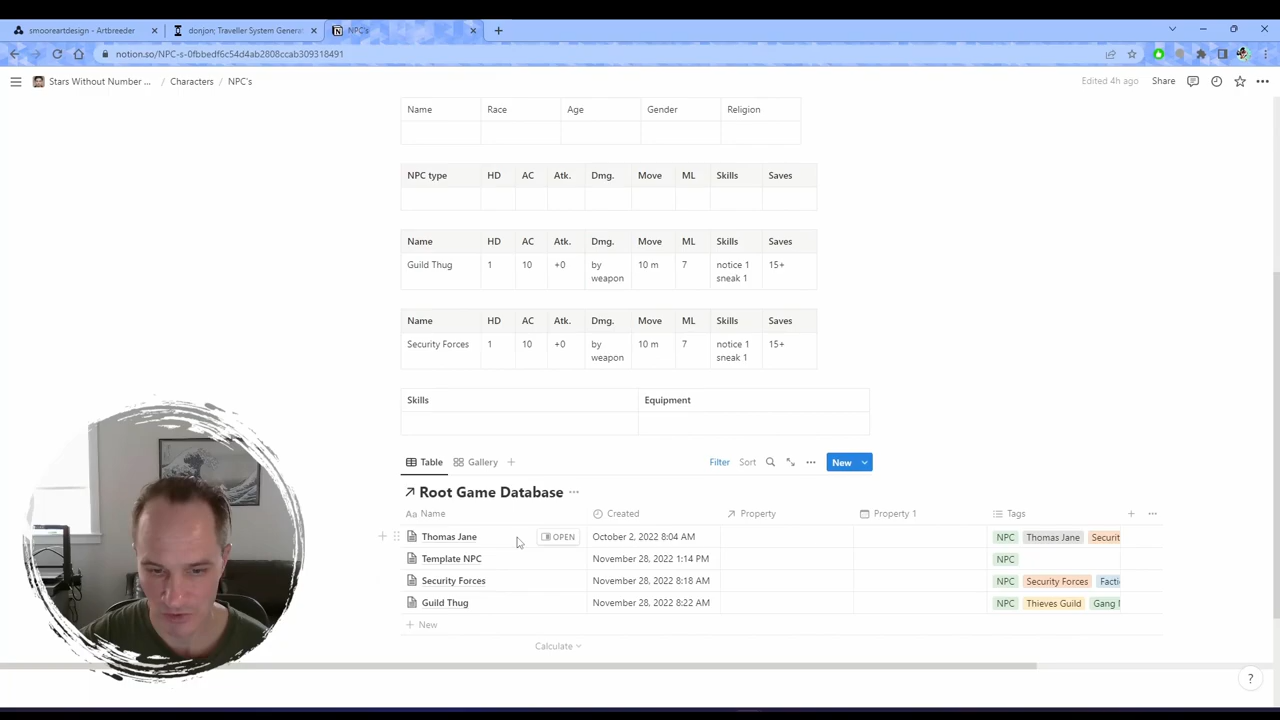 smooreartdesign - Artbreeder
donjon; Traveller System Generat
NPC's
notion.so/NPC-s-0fbbedf6c54d4ab2808ccab309318491
Stars Without Number ... / Characters / NPC's
Edited 4h ago
Share
Name Race Age Gender Religion
NPC type HD AC Atk. Dmg. Move ML Skills Saves
Name HD AC Atk. Dmg. Move ML Skills Saves
Guild Thug 1 10 +0 by weapon 10 m 7 notice 1 sneak 1 15+
Name HD AC Atk. Dmg. Move ML Skills Saves
Security Forces 1 10 +0 by weapon 10 m 7 notice 1 sneak 1 15+
Skills Equipment
Table Gallery + Filter Sort New
Root Game Database
Aa Name Created Property Property 1 Tags
Thomas Jane OPEN October 2, 2022 8:04 AM NPC Thomas Jane Securit
Template NPC November 28, 2022 1:14 PM NPC
Security Forces November 28, 2022 8:18 AM NPC Security Forces Factic
Guild Thug November 28, 2022 8:22 AM NPC Thieves Guild Gang
+ New
Calculate
?